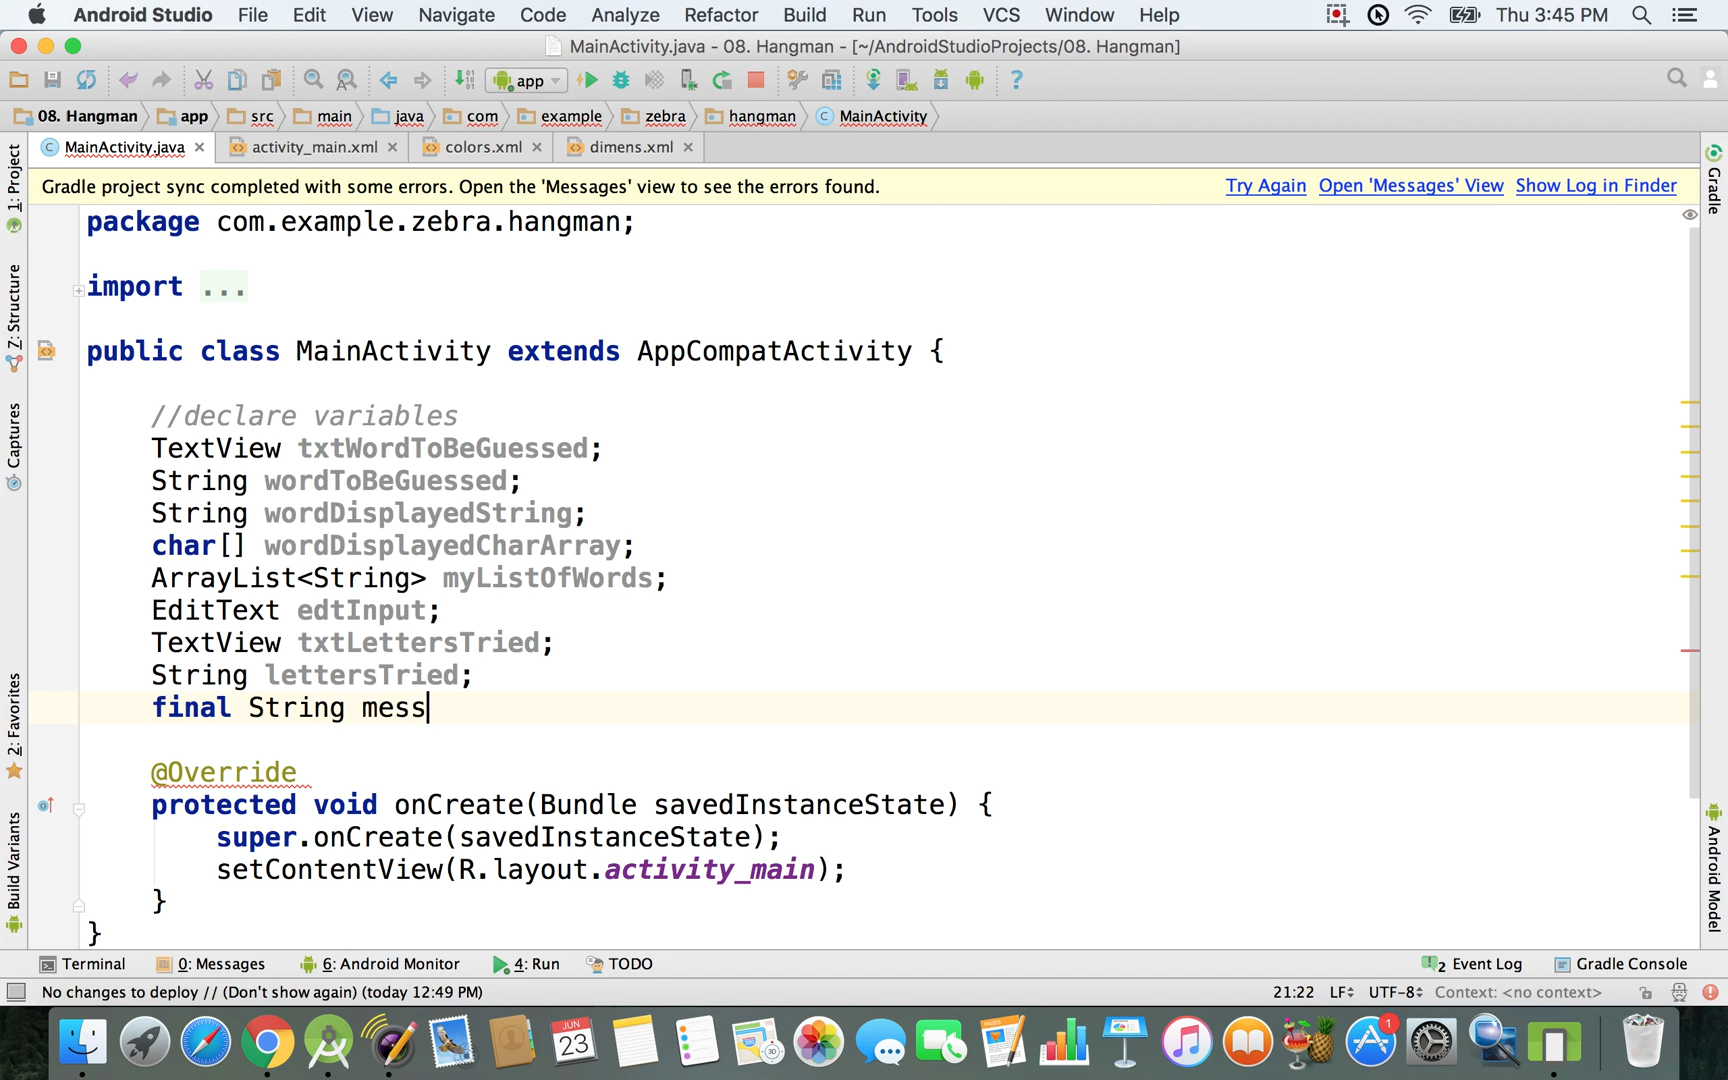 Android Studio File Edit View Navigate Code Analyze Refactor Build Run Tools VCS Window Help Thu 3:45 PM
MainActivity.java - 08. Hangman - [~/AndroidStudioProjects/08. Hangman]
app
08. Hangman app src main java com example zebra hangman MainActivity
MainActivity.java activity_main.xml colors.xml dimens.xml
Gradle project sync completed with some errors. Open the 'Messages' view to see the errors found. Try Again Open 'Messages' View Show Log in Finder
1: Project
Z: Structure
Captures
2: Favorites
Build Variants
package com.example.zebra.hangman;
import ...
public class MainActivity extends AppCompatActivity {
//declare variables
TextView txtWordToBeGuessed;
String wordToBeGuessed;
String wordDisplayedString;
char[] wordDisplayedCharArray;
ArrayList<String> myListOfWords;
EditText edtInput;
TextView txtLettersTried;
String lettersTried;
final String mess
@Override
protected void onCreate(Bundle savedInstanceState) {
super.onCreate(savedInstanceState);
setContentView(R.layout.activity_main);
}
}
Gradle
Android Model
Terminal 0: Messages 6: Android Monitor 4: Run TODO 2 Event Log Gradle Console
No changes to deploy // (Don't show again) (today 12:49 PM) 21:22 LF UTF-8 Context: <no context>
JUN
23
3D
1